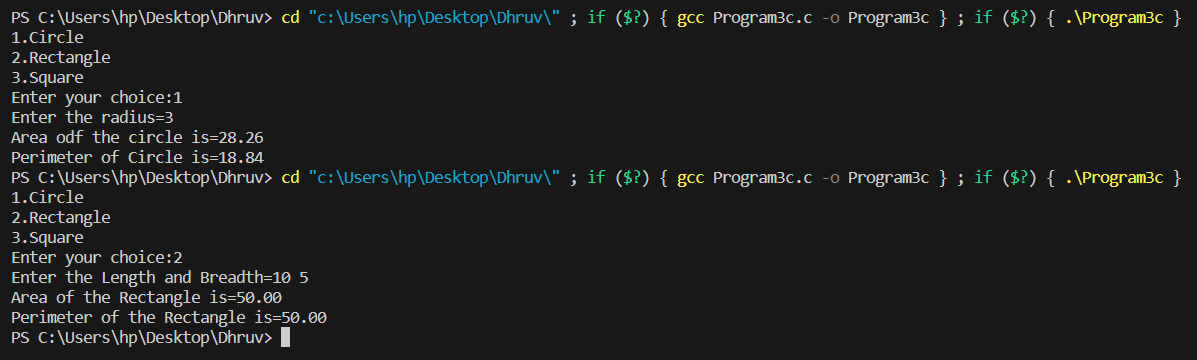 PS C:\Users\hp\Desktop\Dhruv> cd "c:\Users\hp\Desktop\Dhruv\" ; if ($?) { gcc Program3c.c -o Program3c } ; if ($?) { .\Program3c }
1.Circle
2.Rectangle
3.Square
Enter your choice:1
Enter the radius=3
Area odf the circle is=28.26
Perimeter of Circle is=18.84
PS C:\Users\hp\Desktop\Dhruv> cd "c:\Users\hp\Desktop\Dhruv\" ; if ($?) { gcc Program3c.c -o Program3c } ; if ($?) { .\Program3c }
1.Circle
2.Rectangle
3.Square
Enter your choice:2
Enter the Length and Breadth=10 5
Area of the Rectangle is=50.00
Perimeter of the Rectangle is=50.00
PS C:\Users\hp\Desktop\Dhruv>